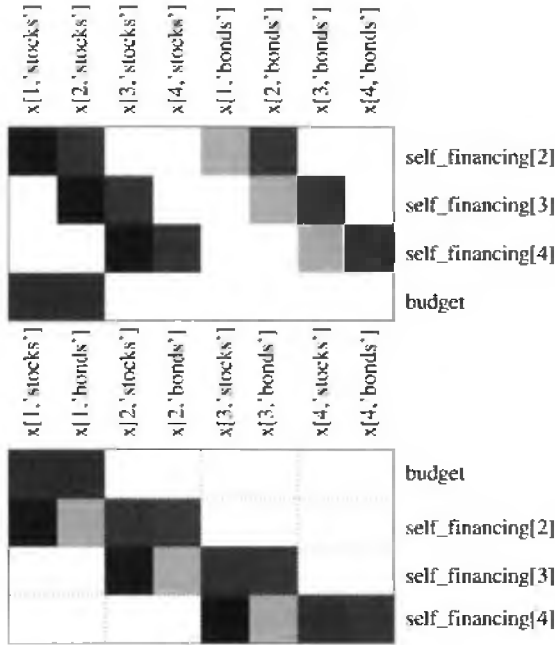 x[1,'stocks'] x[2,'stocks'] x[3,'stocks'] x[4,'stocks'] x[1,'bonds'] x[2,'bonds'] x[3,'bonds'] x[4,'bonds']
self_financing[2]
self_financing[3]
self_financing[4]
budget
x[1,'stocks'] x[1,'bonds'] x[2,'stocks'] x[2,'bonds'] x[3,'stocks'] x[3,'bonds'] x[4,'stocks'] x[4,'bonds']
budget
self_financing[2]
self_financing[3]
self_financing[4]